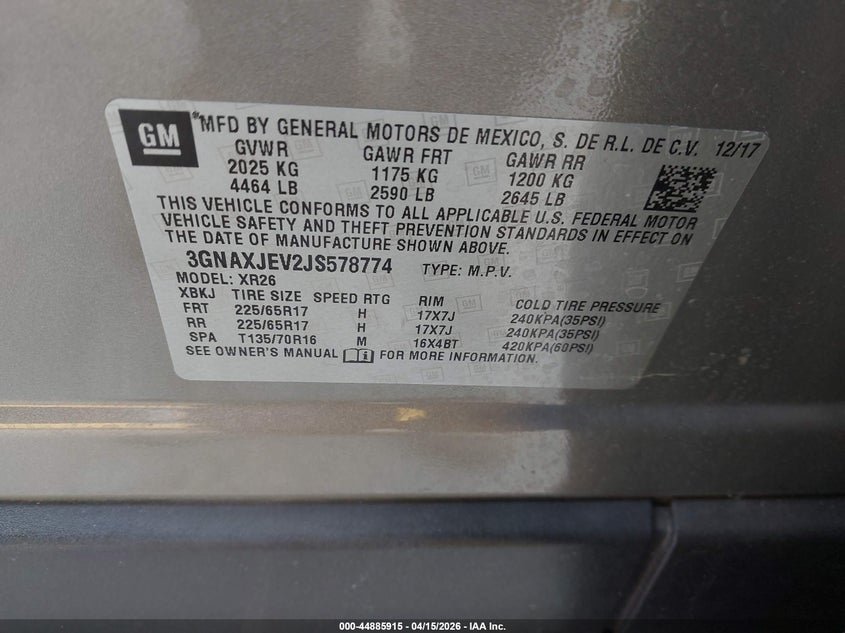 GM
MFD BY GENERAL MOTORS DE MEXICO, S. DE R.L. DE C.V. 12/17
GVWR GAWR FRT GAWR RR
2025 KG 1175 KG 1200 KG
4464 LB 2590 LB 2645 LB
THIS VEHICLE CONFORMS TO ALL APPLICABLE U.S. FEDERAL MOTOR
VEHICLE SAFETY AND THEFT PREVENTION STANDARDS IN EFFECT ON
THE DATE OF MANUFACTURE SHOWN ABOVE.
3GNAXJEV2JS578774 TYPE: M.P.V.
MODEL: XR26
XBKJ TIRE SIZE SPEED RTG RIM COLD TIRE PRESSURE
FRT 225/65R17 H 17X7J 240KPA(35PSI)
RR 225/65R17 H 17X7J 240KPA(35PSI)
SPA T135/70R16 M 16X4BT 420KPA(60PSI)
SEE OWNER'S MANUAL FOR MORE INFORMATION.
000-44885915 - 04/15/2026 - IAA Inc.